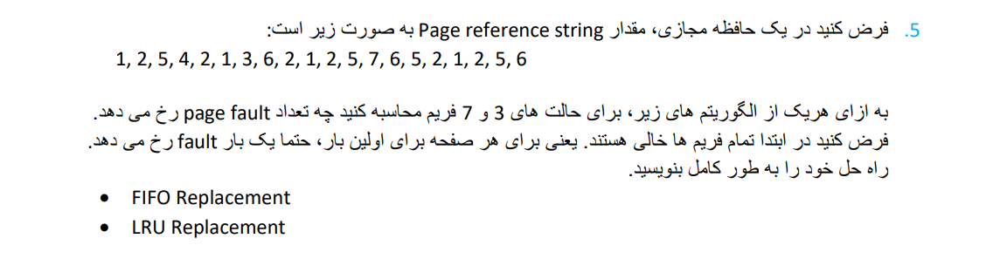 5. فرض کنید در یک حافظه مجازی، مقدار Page reference string به صورت زیر است:
1, 2, 5, 4, 2, 1, 3, 6, 2, 1, 2, 5, 7, 6, 5, 2, 1, 2, 5, 6
به ازای هریک از الگوریتم های زیر، برای حالت های 3 و 7 فریم محاسبه کنید چه تعداد page fault رخ می دهد.
فرض کنید در ابتدا تمام فریم ها خالی هستند. یعنی برای هر صفحه برای اولین بار، حتما یک بار fault رخ می دهد.
راه حل خود را به طور کامل بنویسید.
• FIFO Replacement
• LRU Replacement